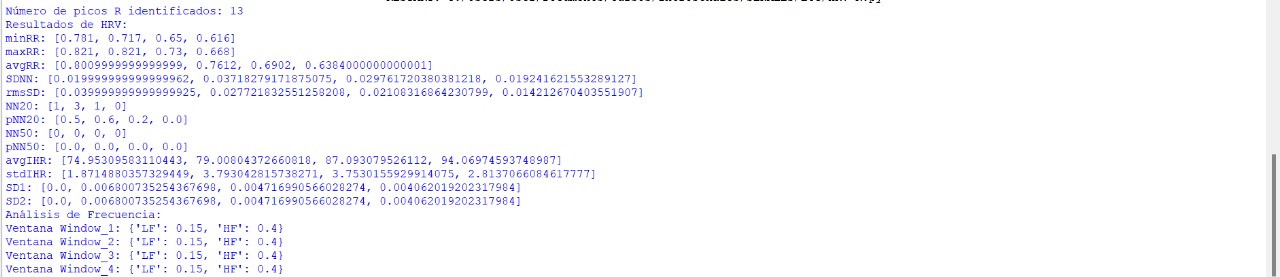 Número de picos R identificados: 13
Resultados de HRV:
minRR: [0.781, 0.717, 0.65, 0.616]
maxRR: [0.821, 0.821, 0.73, 0.668]
avgRR: [0.8009999999999999, 0.7612, 0.6902, 0.6384000000000001]
SDNN: [0.019999999999999962, 0.03718279171875075, 0.029761720380381218, 0.019241621553289127]
rmsSD: [0.039999999999999925, 0.027721832551258208, 0.02108316864230799, 0.014212670403551907]
NN20: [1, 3, 1, 0]
pNN20: [0.5, 0.6, 0.2, 0.0]
NN50: [0, 0, 0, 0]
pNN50: [0.0, 0.0, 0.0, 0.0]
avgIHR: [74.95309583110443, 79.00804372660818, 87.093079526112, 94.06974593748987]
stdIHR: [1.8714880357329449, 3.793042815738271, 3.7530155929914075, 2.8137066084617777]
SD1: [0.0, 0.006800735254367698, 0.004716990566028274, 0.004062019202317984]
SD2: [0.0, 0.006800735254367698, 0.004716990566028274, 0.004062019202317984]
Análisis de Frecuencia:
Ventana Window_1: {'LF': 0.15, 'HF': 0.4}
Ventana Window_2: {'LF': 0.15, 'HF': 0.4}
Ventana Window_3: {'LF': 0.15, 'HF': 0.4}
Ventana Window_4: {'LF': 0.15, 'HF': 0.4}